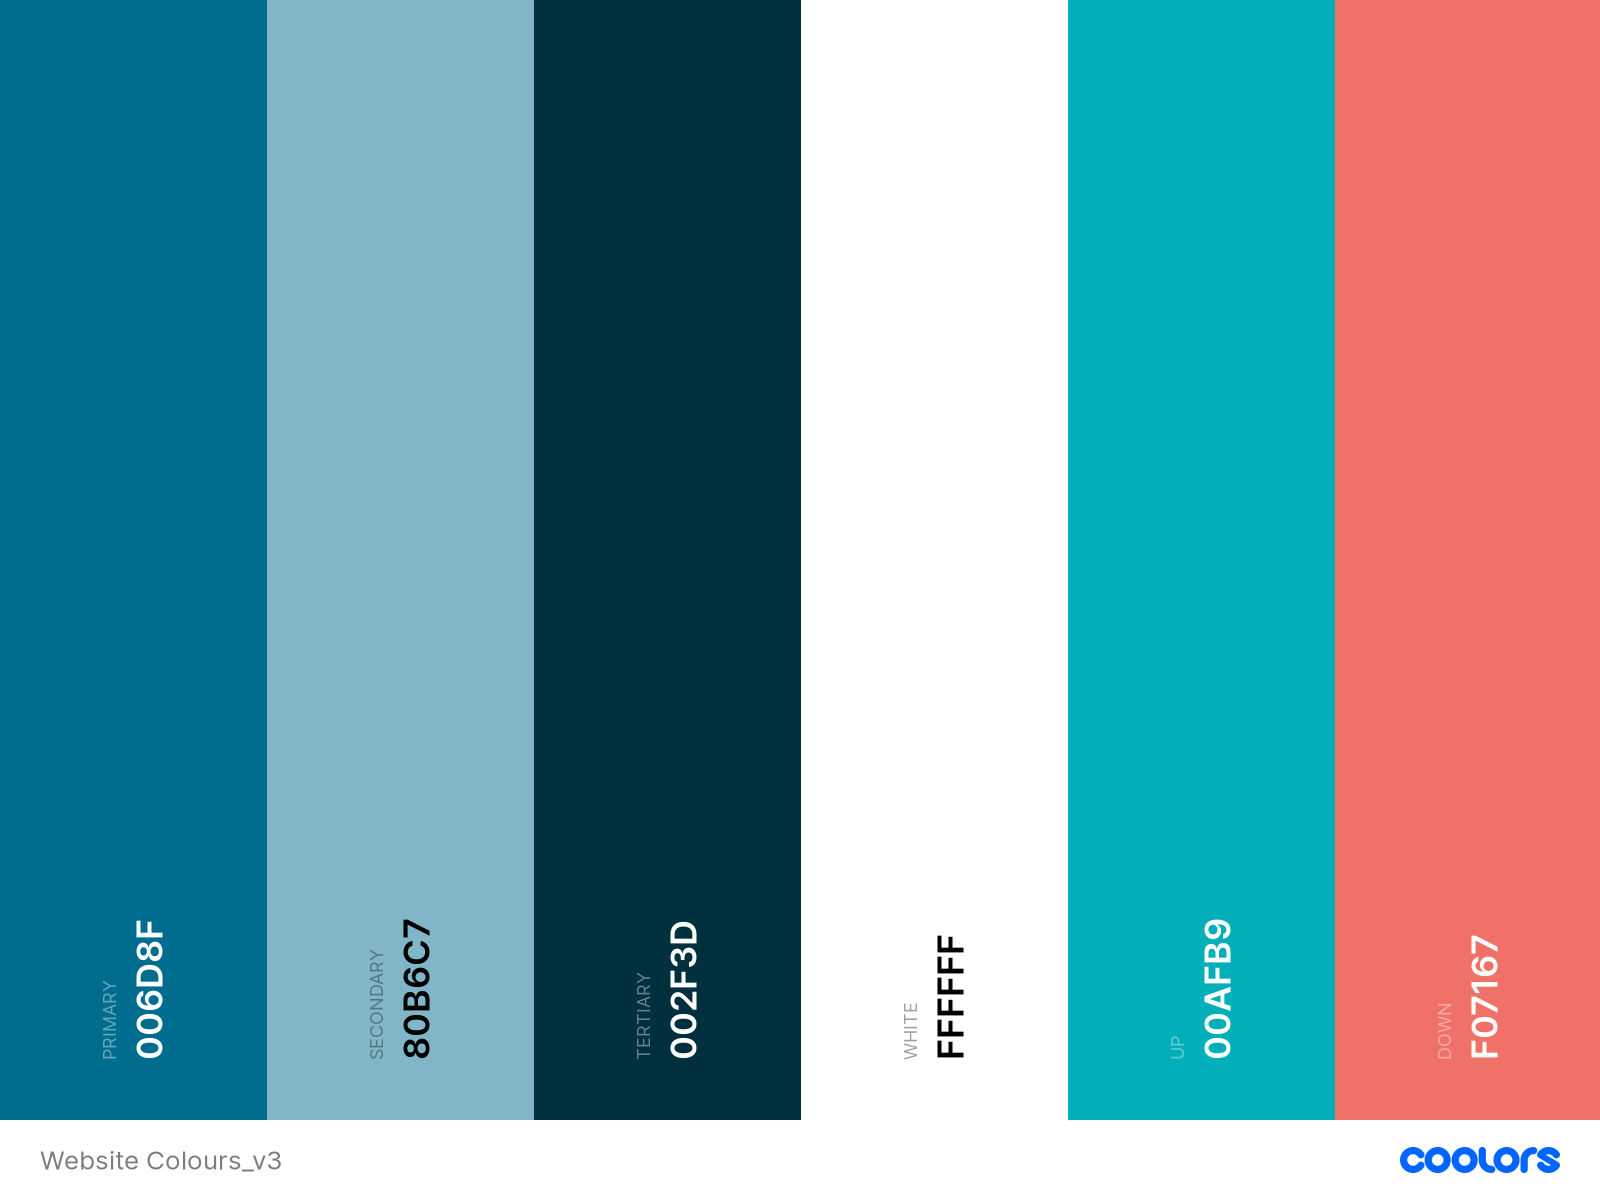 PRIMARY
006D8F
SECONDARY
80B6C7
TERTIARY
002F3D
WHITE
FFFFFF
UP
00AFB9
DOWN
F07167
Website Colours_v3
coolors